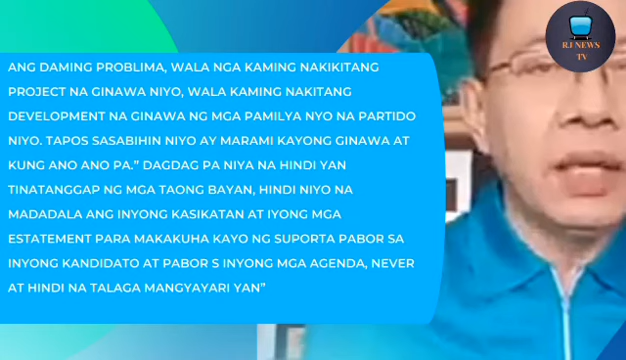 RJ NEWS
TV
ANG DAMING PROBLIMA, WALA NGA KAMING NAKIKITANG
PROJECT NA GINAWA NIYO, WALA KAMING NAKITANG
DEVELOPMENT NA GINAWA NG MGA PAMILYA NYO NA PARTIDO
NIYO. TAPOS SASABIHIN NIYO AY MARAMI KAYONG GINAWA AT
KUNG ANO ANO PA.” DAGDAG PA NIYA NA HINDI YAN
TINATANGGAP NG MGA TAONG BAYAN, HINDI NIYO NA
MADADALA ANG INYONG KASIKATAN AT IYONG MGA
ESTATEMENT PARA MAKAKUHA KAYO NG SUPORTA PABOR SA
INYONG KANDIDATO AT PABOR S INYONG MGA AGENDA, NEVER
AT HINDI NA TALAGA MANGYAYARI YAN”